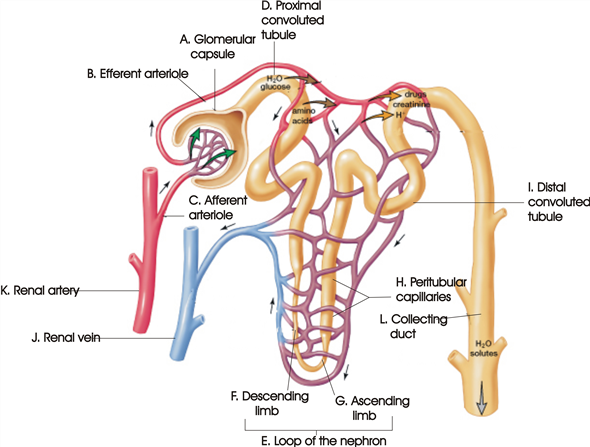 D. Proximal
convoluted
tubule
A. Glomerular
capsule
B. Efferent arteriole
H₂O
glucose
amino
acids
drugs
creatinine
H⁺
I. Distal
convoluted
tubule
C. Afferent
arteriole
K. Renal artery
H. Peritubular
capillaries
L. Collecting
duct
J. Renal vein
H₂O
solutes
F. Descending
limb
G. Ascending
limb
E. Loop of the nephron